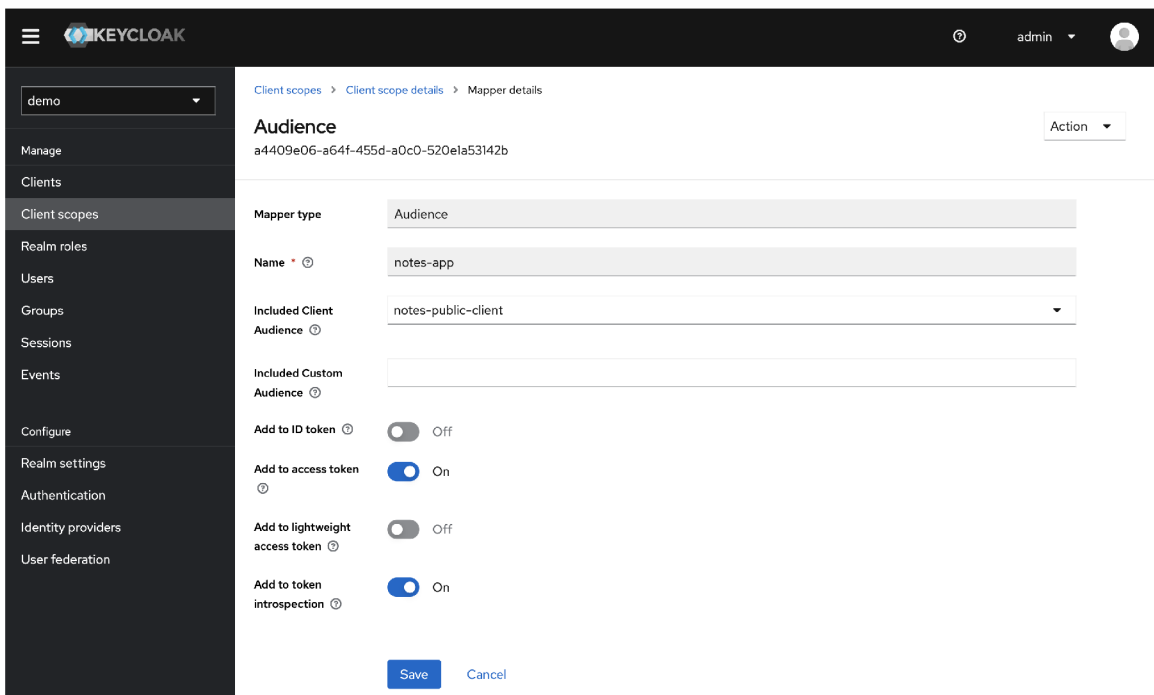 KEYCLOAK
admin
demo
Manage
Clients
Client scopes
Realm roles
Users
Groups
Sessions
Events
Configure
Realm settings
Authentication
Identity providers
User federation
Client scopes > Client scope details > Mapper details
Audience
a4409e06-a64f-455d-a0c0-520e1a53142b
Action
Mapper type
Audience
Name *
notes-app
Included Client
Audience
notes-public-client
Included Custom
Audience
Add to ID token
Off
Add to access token
On
Add to lightweight
access token
Off
Add to token
introspection
On
Save
Cancel